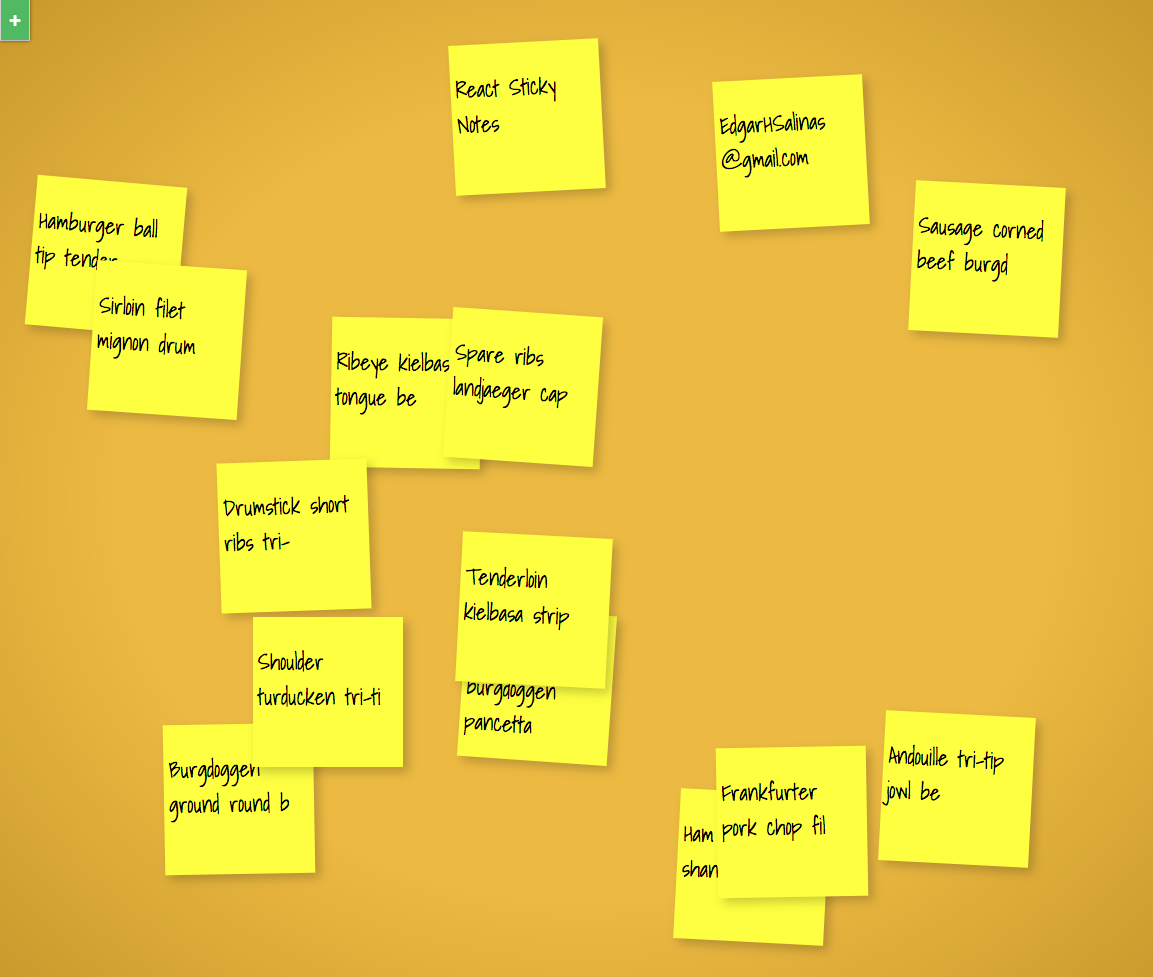 +
React Sticky
Notes
EdgarHSalinas
@gmail.com
Hamburger ball
tip tender
Sausage corned
beef burgd
Sirloin filet
mignon drum
Ribeye kielbas
tongue be
Spare ribs
landjaeger cap
Drumstick short
ribs tri-
Tenderloin
kielbasa strip
Burgdoggen
pancetta
Shoulder
turducken tri-ti
Burgdoggen
ground round b
Ham
shan
Frankfurter
pork chop fil
Andouille tri-tip
jowl be